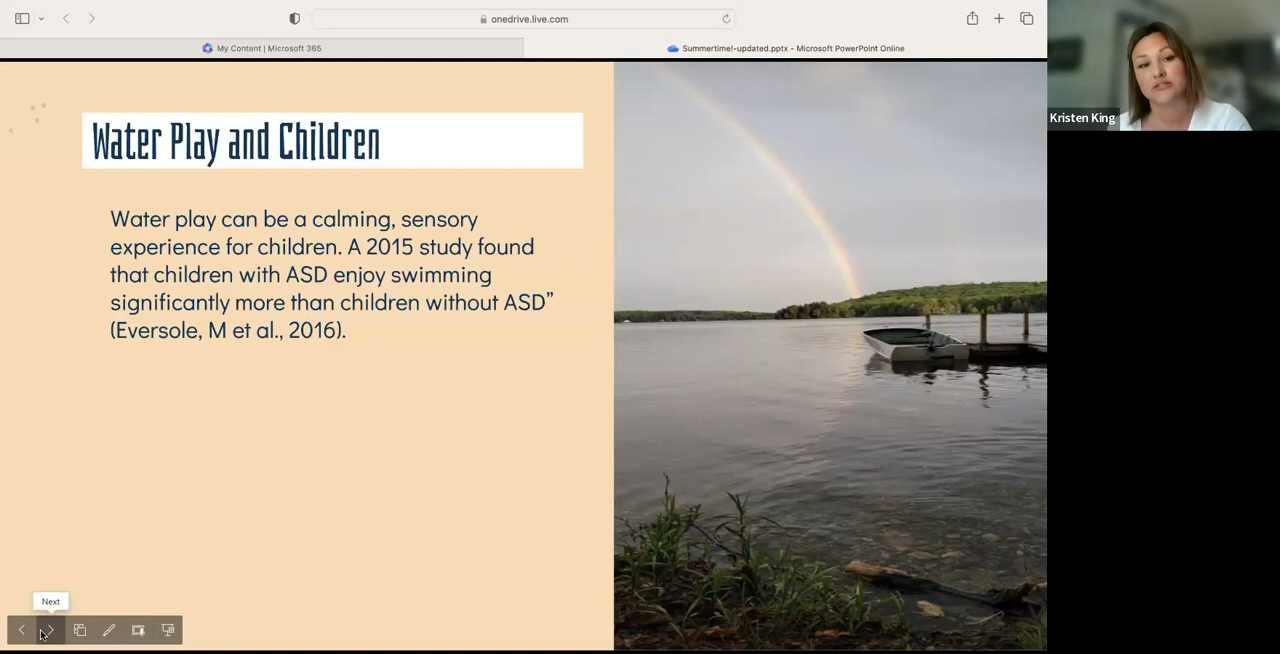 onedrive.live.com
My Content | Microsoft 365
Summertime!-updated.pptx - Microsoft PowerPoint Online
Kristen King
Water Play and Children
Water play can be a calming, sensory
experience for children. A 2015 study found
that children with ASD enjoy swimming
significantly more than children without ASD”
(Eversole, M et al., 2016).
Next